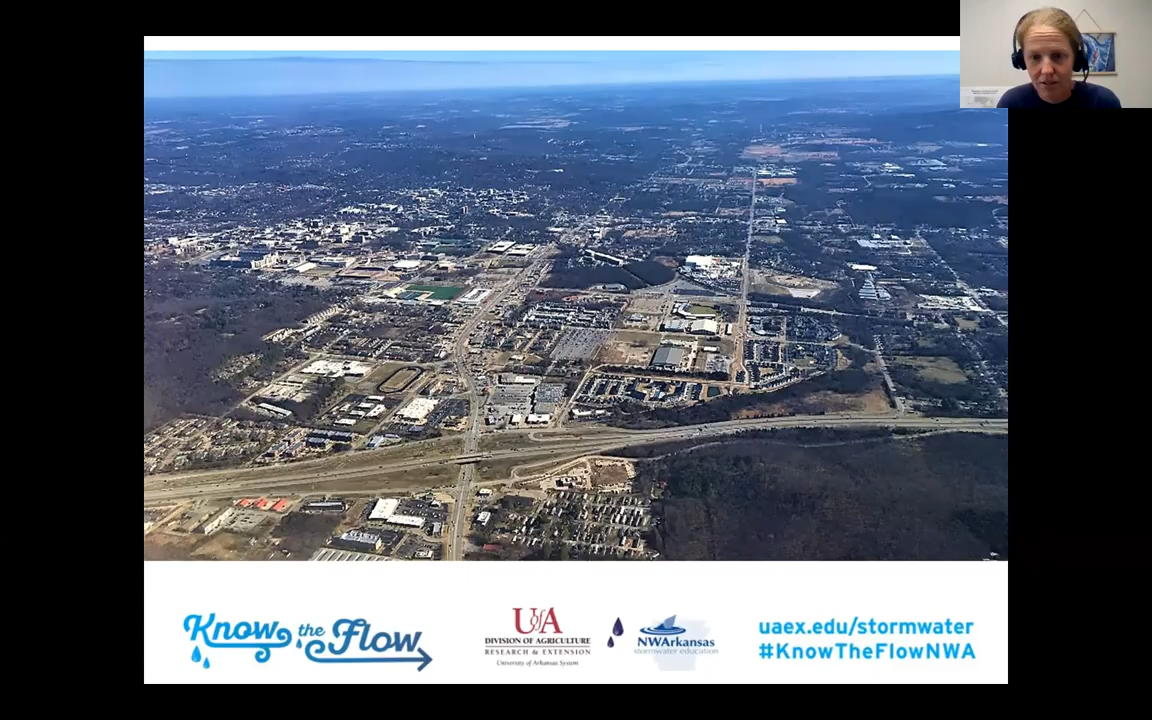 Know the Flow
UofA
DIVISION OF AGRICULTURE
RESEARCH & EXTENSION
University of Arkansas System
NWArkansas
stormwater education
uaex.edu/stormwater
#KnowTheFlowNWA